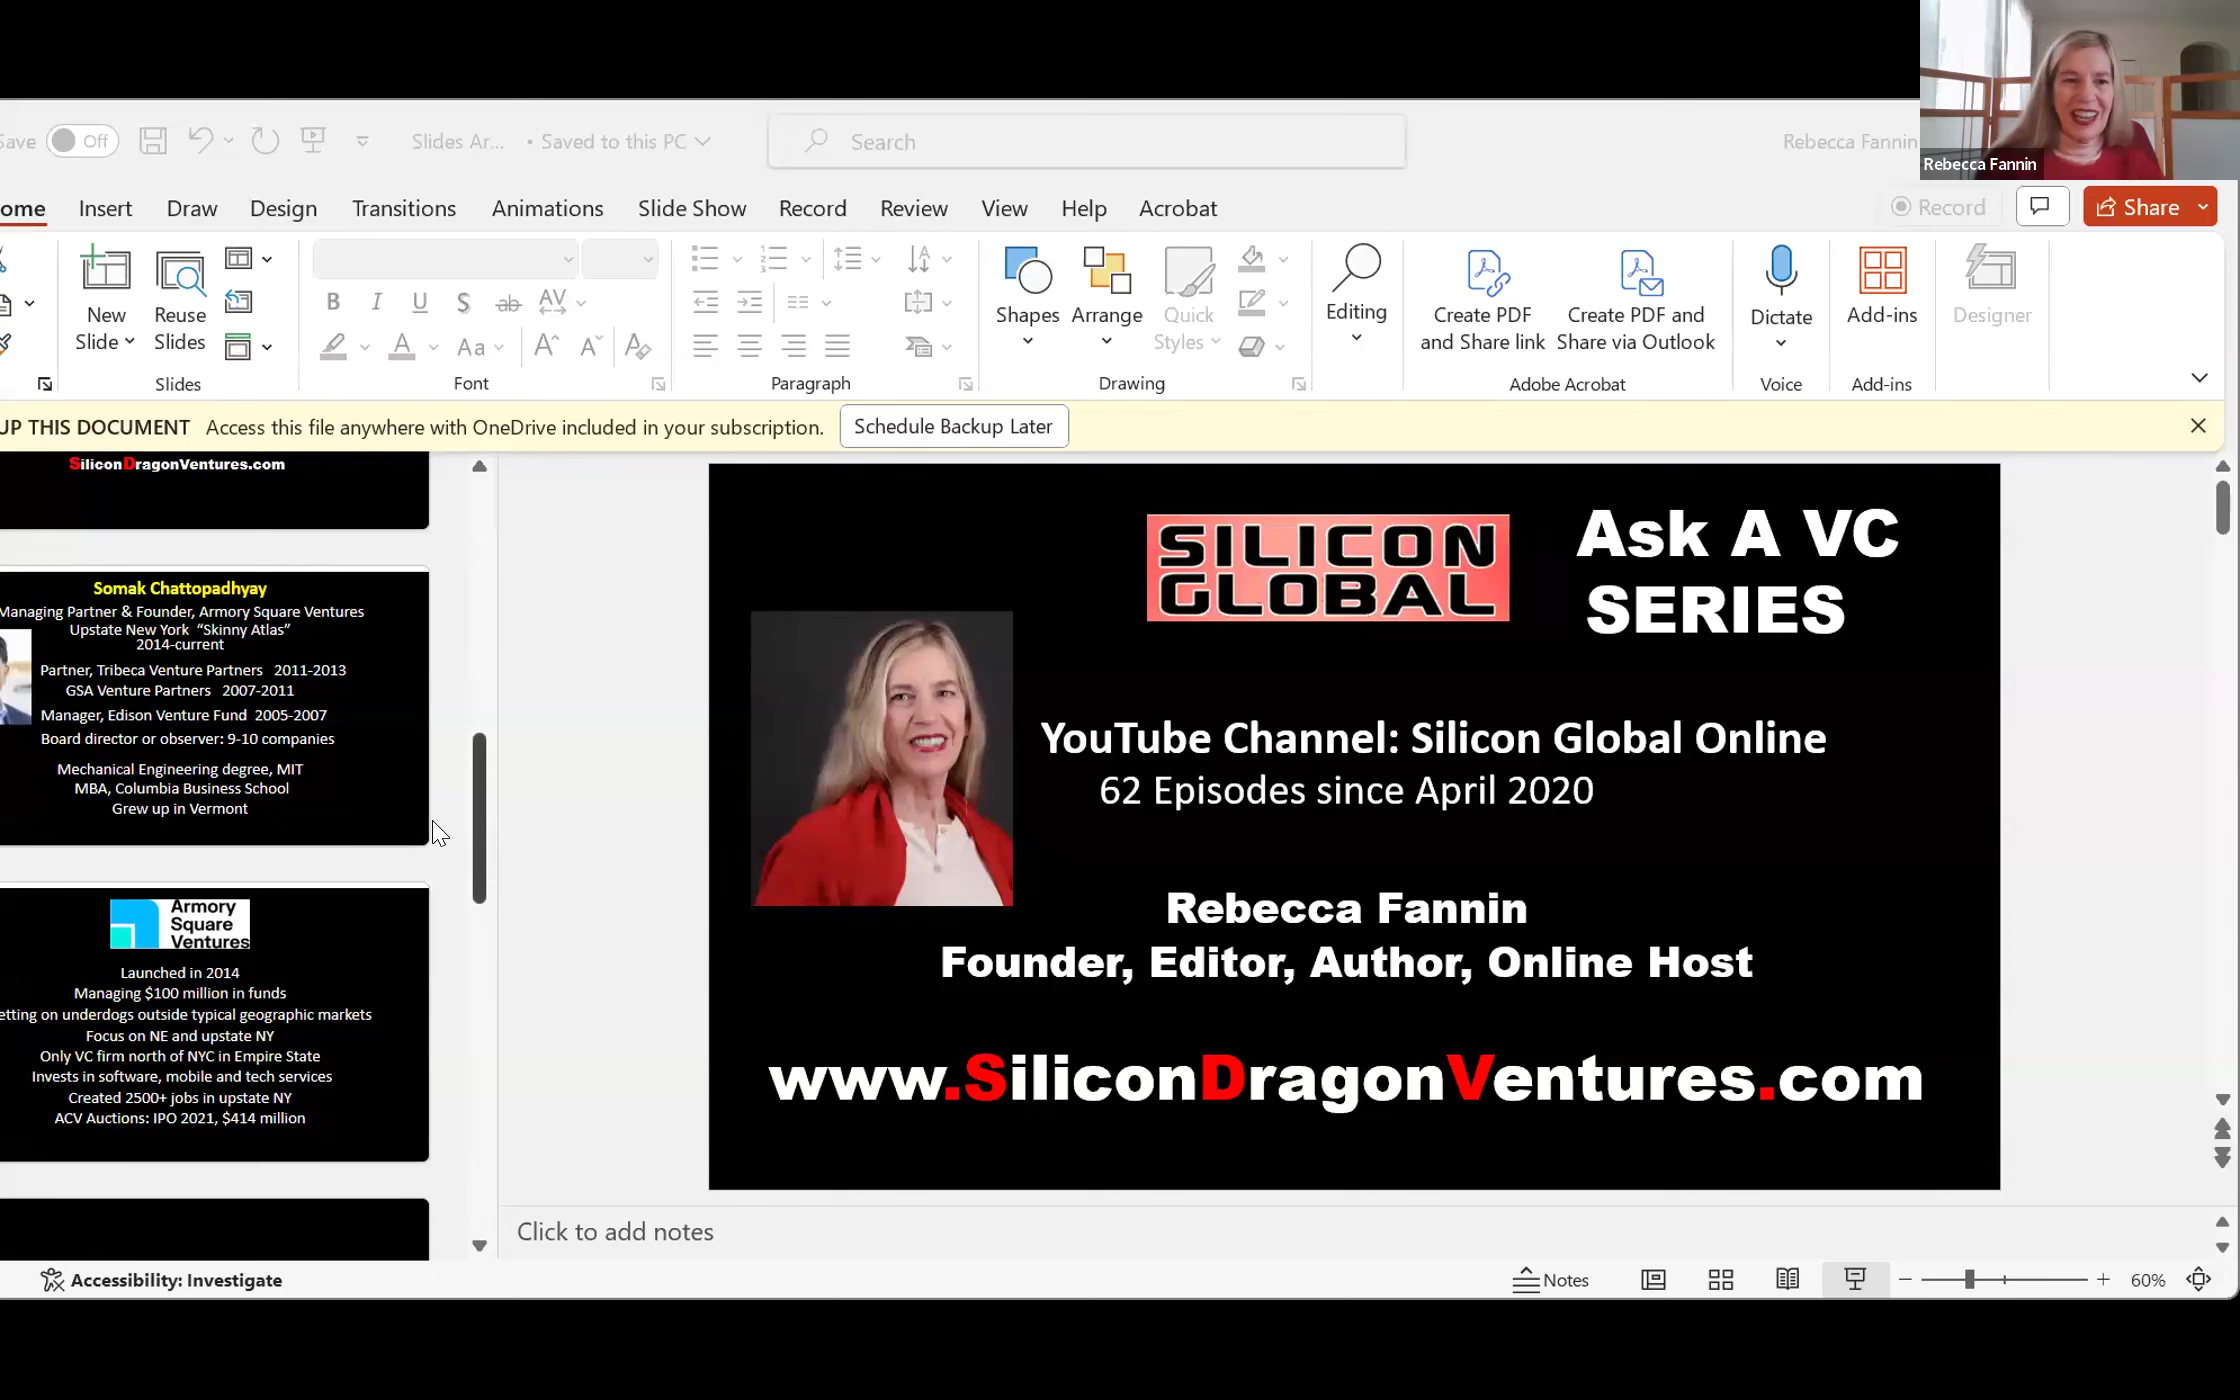 Rebecca Fannin
Save Off Slides Ar... • Saved to this PC Search Rebecca Fannin
ome Insert Draw Design Transitions Animations Slide Show Record Review View Help Acrobat Record Share
New Slide
Reuse Slides
Slides
B I U S ab AV
A Aa A A A
Font
Paragraph
Shapes
Arrange
Quick Styles
Drawing
Editing
Create PDF and Share link
Create PDF and Share via Outlook
Adobe Acrobat
Dictate
Voice
Add-ins
Add-ins
Designer
UP THIS DOCUMENT Access this file anywhere with OneDrive included in your subscription. Schedule Backup Later
SiliconDragonVentures.com
Somak Chattopadhyay
Managing Partner & Founder, Armory Square Ventures
Upstate New York “Skinny Atlas”
2014-current
Partner, Tribeca Venture Partners 2011-2013
GSA Venture Partners 2007-2011
Manager, Edison Venture Fund 2005-2007
Board director or observer: 9-10 companies
Mechanical Engineering degree, MIT
MBA, Columbia Business School
Grew up in Vermont
Armory
Square
Ventures
Launched in 2014
Managing $100 million in funds
etting on underdogs outside typical geographic markets
Focus on NE and upstate NY
Only VC firm north of NYC in Empire State
Invests in software, mobile and tech services
Created 2500+ jobs in upstate NY
ACV Auctions: IPO 2021, $414 million
SILICON
GLOBAL
Ask A VC
SERIES
YouTube Channel: Silicon Global Online
62 Episodes since April 2020
Rebecca Fannin
Founder, Editor, Author, Online Host
www.SiliconDragonVentures.com
Click to add notes
Accessibility: Investigate Notes 60%